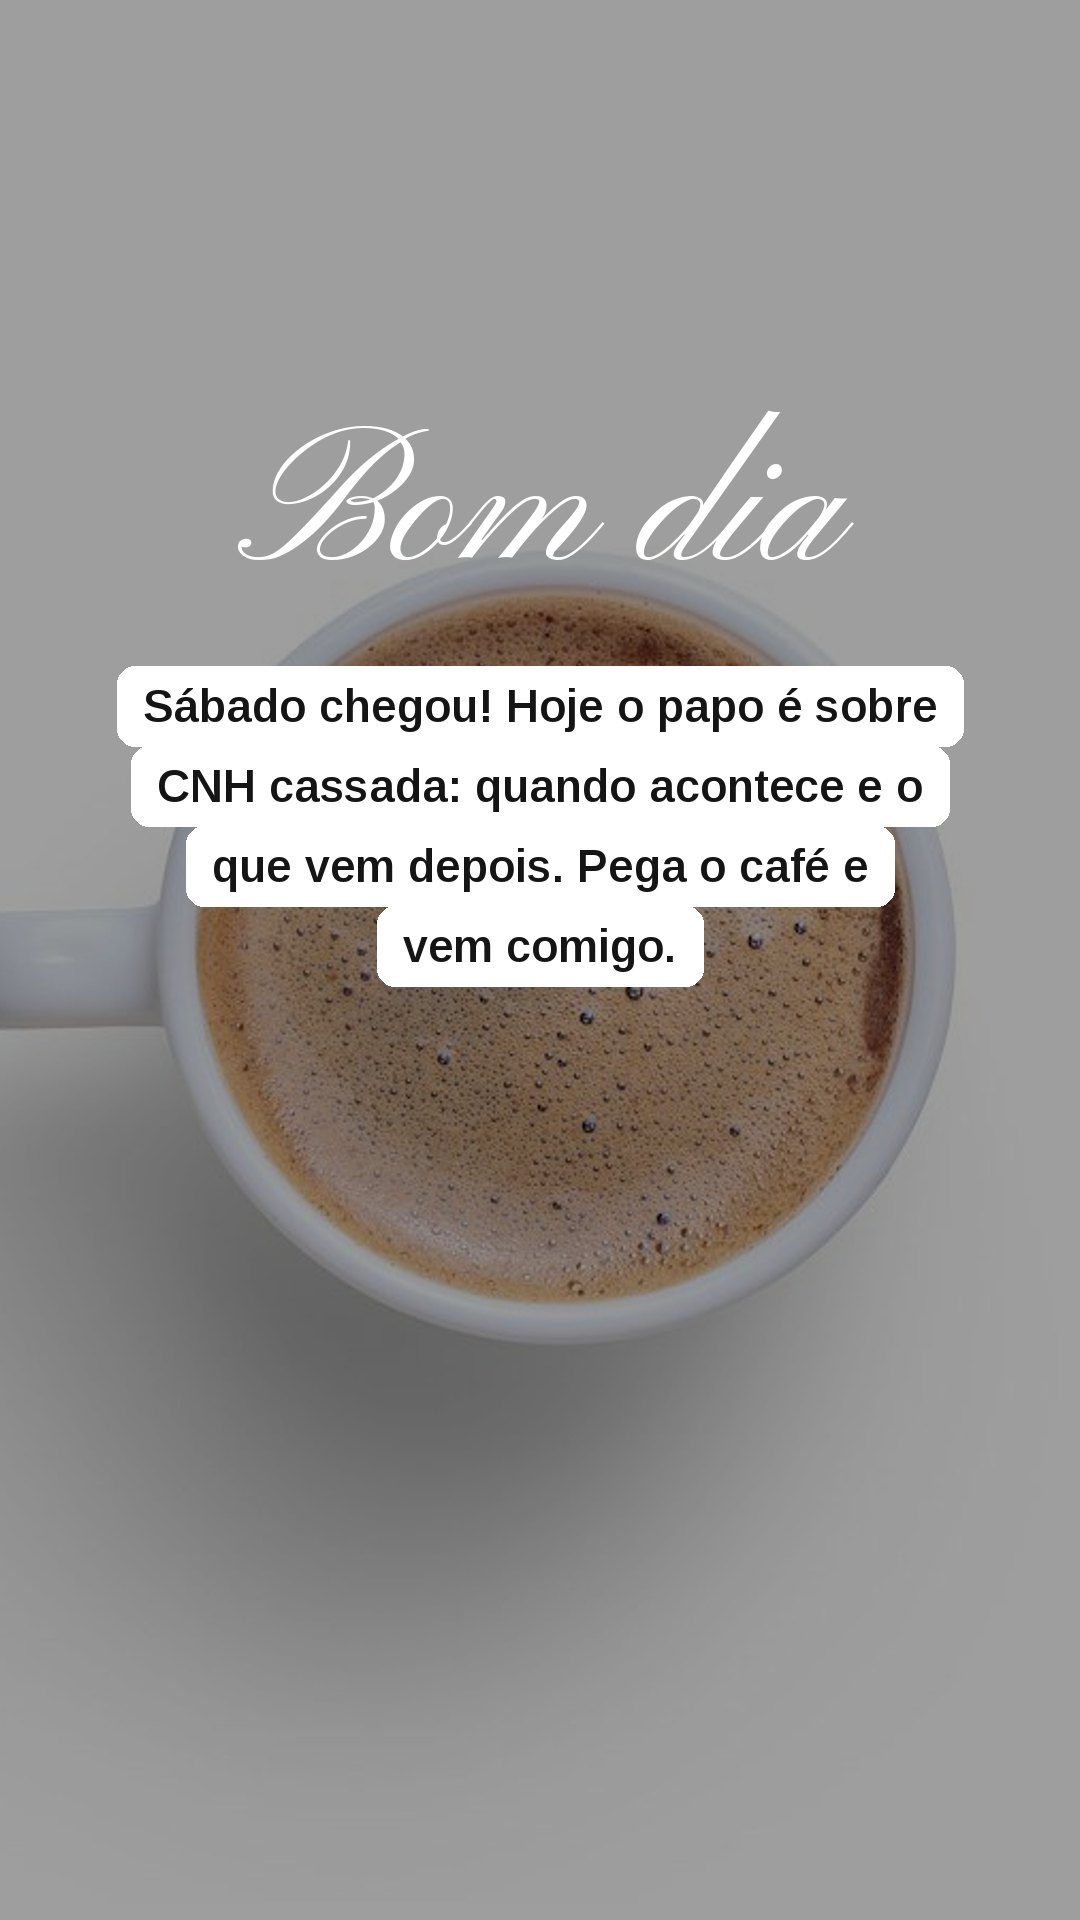 Bom dia
Sábado chegou! Hoje o papo é sobre
CNH cassada: quando acontece e o
que vem depois. Pega o café e
vem comigo.